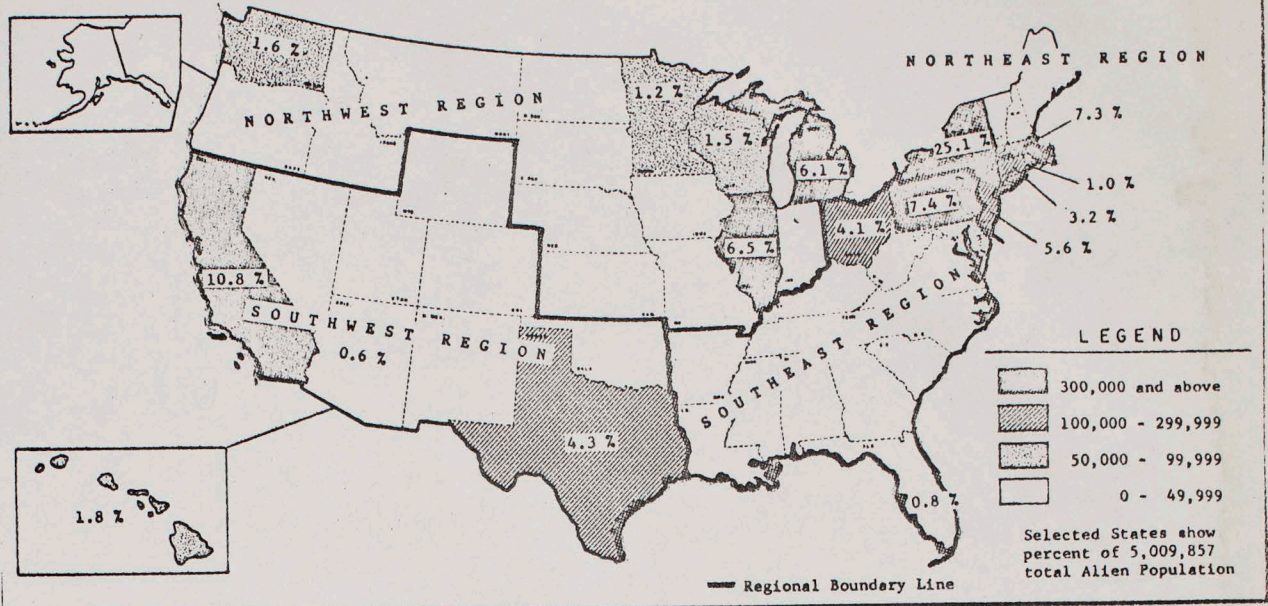 NORTHEAST REGION
1.6 %
1.2 %
NORTHWEST REGION
7.3 %
1.5 %
25.1 %
6.1 %
1.0 %
7.4 %
3.2 %
4.1 %
6.5 %
5.6 %
10.8 %
SOUTHWEST REGION
0.6 %
SOUTHEAST REGION
4.3 %
0.8 %
1.8 %
LEGEND
300,000 and above
100,000 - 299,999
50,000 - 99,999
0 - 49,999
Selected States show
percent of 5,009,857
total Alien Population
Regional Boundary Line